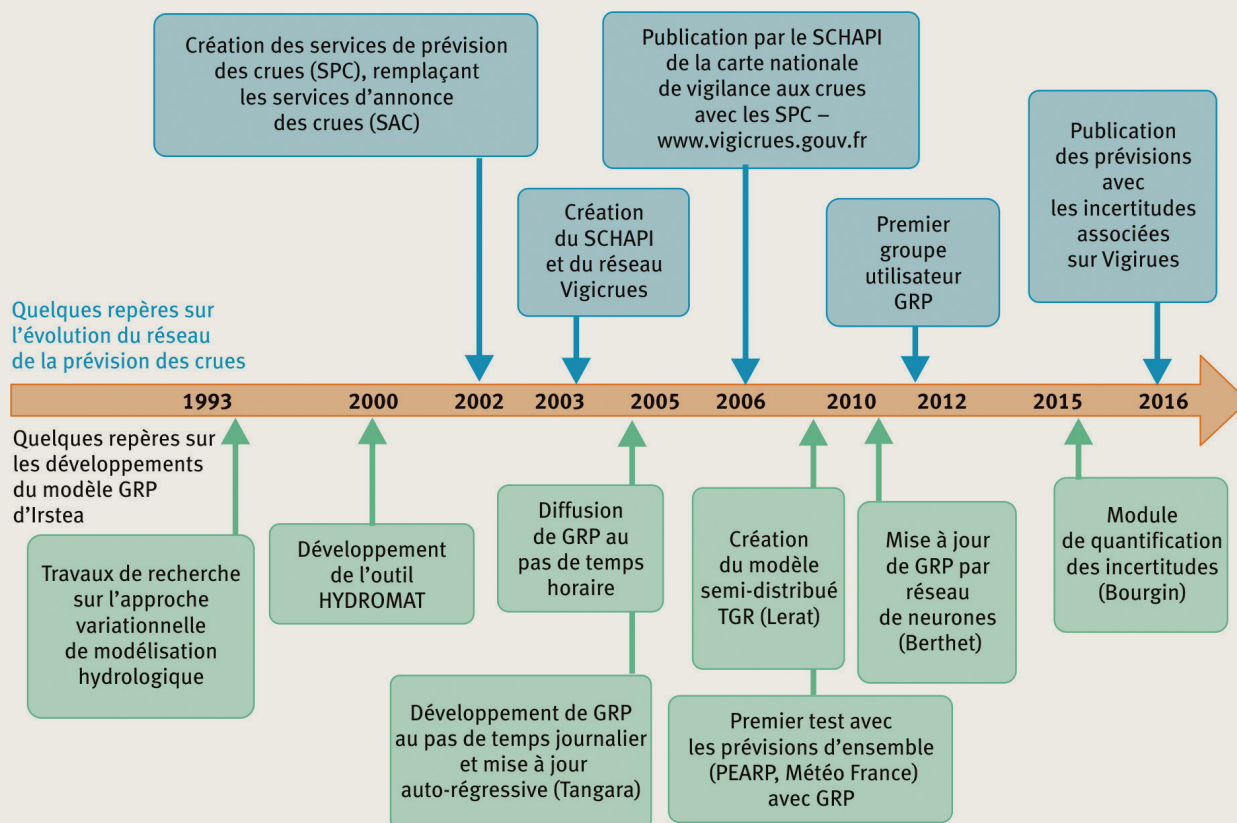 Création des services de prévision
des crues (SPC), remplaçant
les services d'annonce
des crues (SAC)
Création
du SCHAPI
et du réseau
Vigicrues
Publication par le SCHAPI
de la carte nationale
de vigilance aux crues
avec les SPC –
www.vigicrues.gouv.fr
Premier
groupe
utilisateur
GRP
Publication
des prévisions
avec
les incertitudes
associées
sur Vigirues
Quelques repères sur
l'évolution du réseau
de la prévision des crues
1993 2000 2002 2003 2005 2006 2010 2012 2015 2016
Quelques repères sur
les développements
du modèle GRP
d'Irstea
Travaux de recherche
sur l'approche
variationnelle
de modélisation
hydrologique
Développement
de l'outil
HYDROMAT
Diffusion
de GRP au
pas de temps
horaire
Développement de GRP
au pas de temps journalier
et mise à jour
auto-régressive (Tangara)
Création
du modèle
semi-distribué
TGR (Lerat)
Premier test avec
les prévisions d'ensemble
(PEARP, Météo France)
avec GRP
Mise à jour
de GRP par
réseau
de neurones
(Berthet)
Module
de quantification
des incertitudes
(Bourgin)